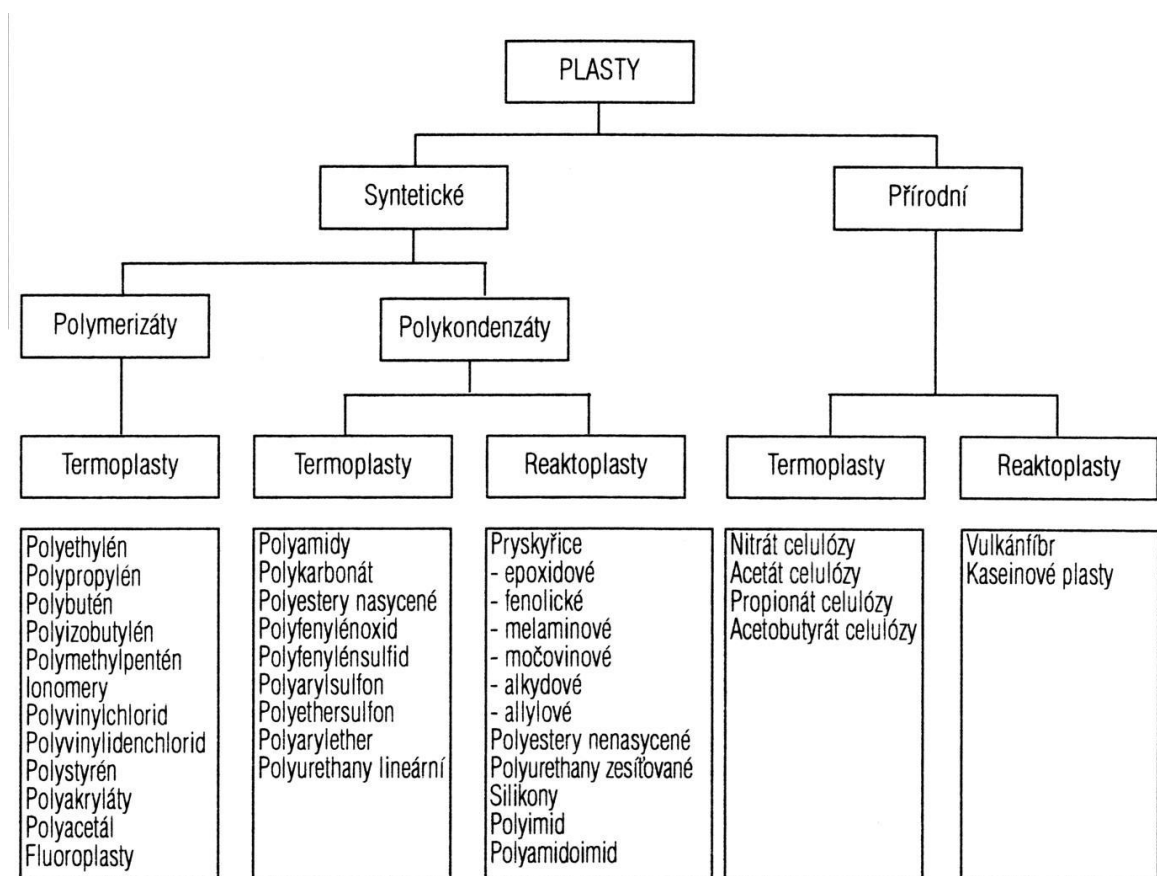 PLASTY
Syntetické
Přírodní
Polymerizáty
Polykondenzáty
Termoplasty
Termoplasty
Reaktoplasty
Termoplasty
Reaktoplasty
Polyethylén
Polypropylén
Polybutén
Polyizobutylén
Polymethylpentén
Ionomery
Polyvinylchlorid
Polyvinylidenchlorid
Polystyrén
Polyakryláty
Polyacetál
Fluoroplasty
Polyamidy
Polykarbonát
Polyestery nasycené
Polyfenylénoxid
Polyfenylénsulfid
Polyarylsulfon
Polyethersulfon
Polyarylether
Polyurethany lineární
Pryskyřice
- epoxidové
- fenolické
- melaminové
- močovinové
- alkydové
- allylové
Polyestery nenasycené
Polyurethany zesíťované
Silikony
Polyimid
Polyamidoimid
Nitrát celulózy
Acetát celulózy
Propionát celulózy
Acetobutyrát celulózy
Vulkánfíbr
Kaseinové plasty